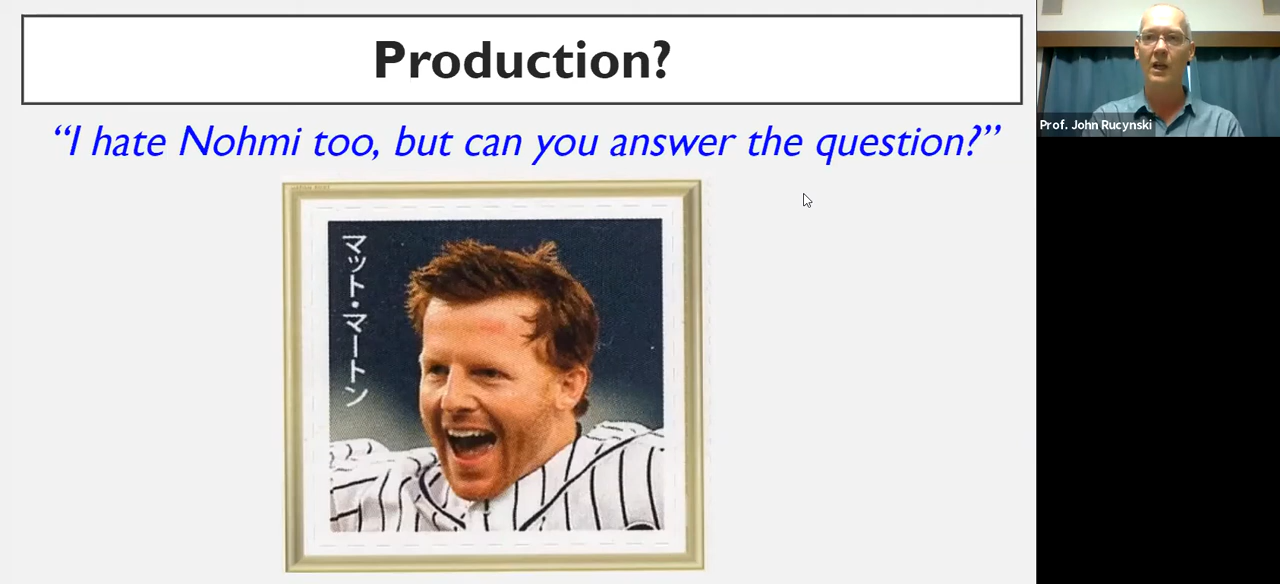 Production?
“I hate Nohmi too, but can you answer the question?”
マット・マートン
Prof. John Rucynski